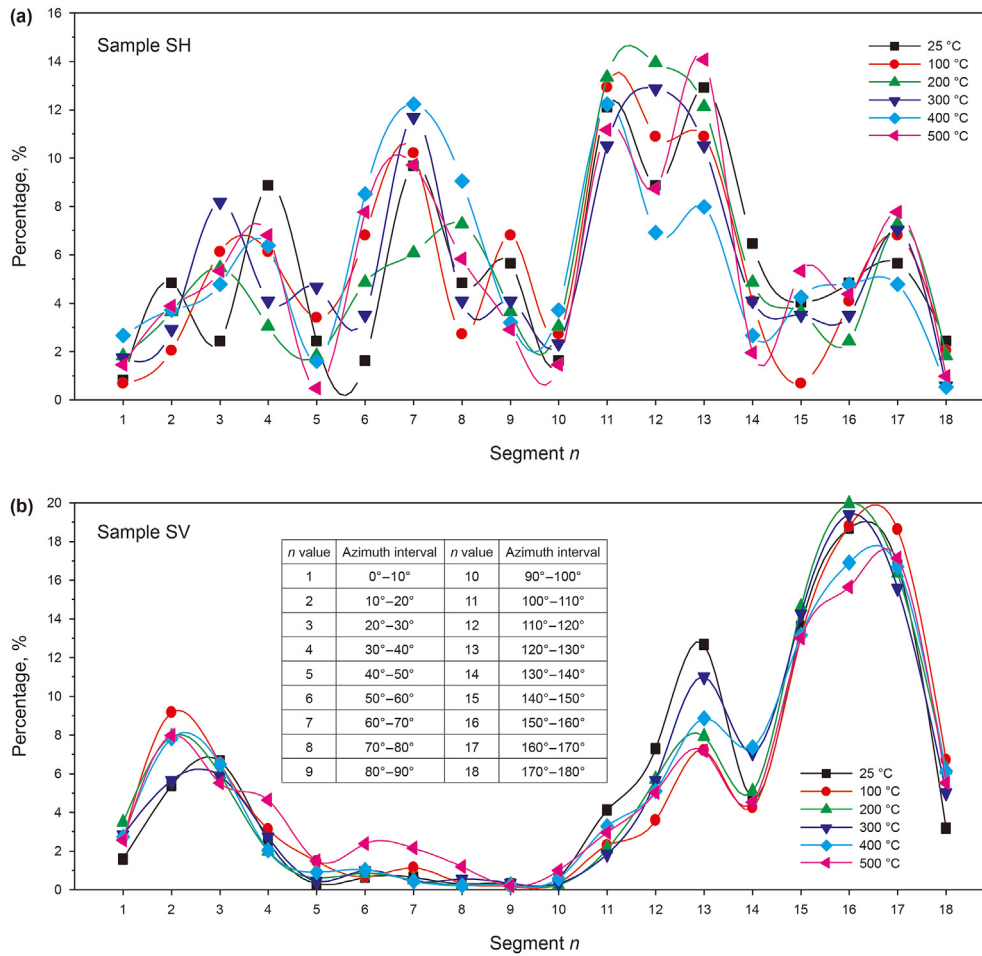 (a)
Sample SH
Percentage, %
16
14
12
10
8
6
4
2
0
25 °C
100 °C
200 °C
300 °C
400 °C
500 °C
1 2 3 4 5 6 7 8 9 10 11 12 13 14 15 16 17 18
Segment n
(b)
Sample SV
Percentage, %
20
18
16
14
12
10
8
6
4
2
0
n value Azimuth interval n value Azimuth interval
1 0°–10° 10 90°–100°
2 10°–20° 11 100°–110°
3 20°–30° 12 110°–120°
4 30°–40° 13 120°–130°
5 40°–50° 14 130°–140°
6 50°–60° 15 140°–150°
7 60°–70° 16 150°–160°
8 70°–80° 17 160°–170°
9 80°–90° 18 170°–180°
25 °C
100 °C
200 °C
300 °C
400 °C
500 °C
1 2 3 4 5 6 7 8 9 10 11 12 13 14 15 16 17 18
Segment n